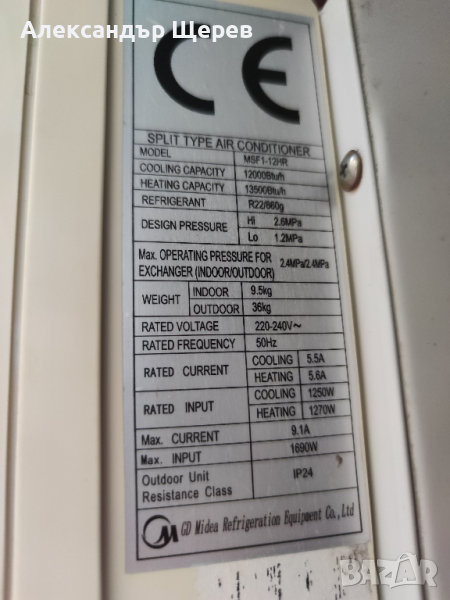 Александър Щерев
CE
SPLIT TYPE AIR CONDITIONER
MODEL MSF1-12HR
COOLING CAPACITY 12000Btu/h
HEATING CAPACITY 13500Btu/h
REFRIGERANT R22/860g
DESIGN PRESSURE Hi 2.6MPa
Lo 1.2MPa
Max. OPERATING PRESSURE FOR
EXCHANGER (INDOOR/OUTDOOR) 2.4MPa/2.4MPa
WEIGHT INDOOR 9.5kg
OUTDOOR 36kg
RATED VOLTAGE 220-240V~
RATED FREQUENCY 50Hz
RATED CURRENT COOLING 5.5A
HEATING 5.6A
RATED INPUT COOLING 1250W
HEATING 1270W
Max. CURRENT 9.1A
Max. INPUT 1690W
Outdoor Unit
Resistance Class IP24
GD Midea Refrigeration Equipment Co., Ltd
BAZAR